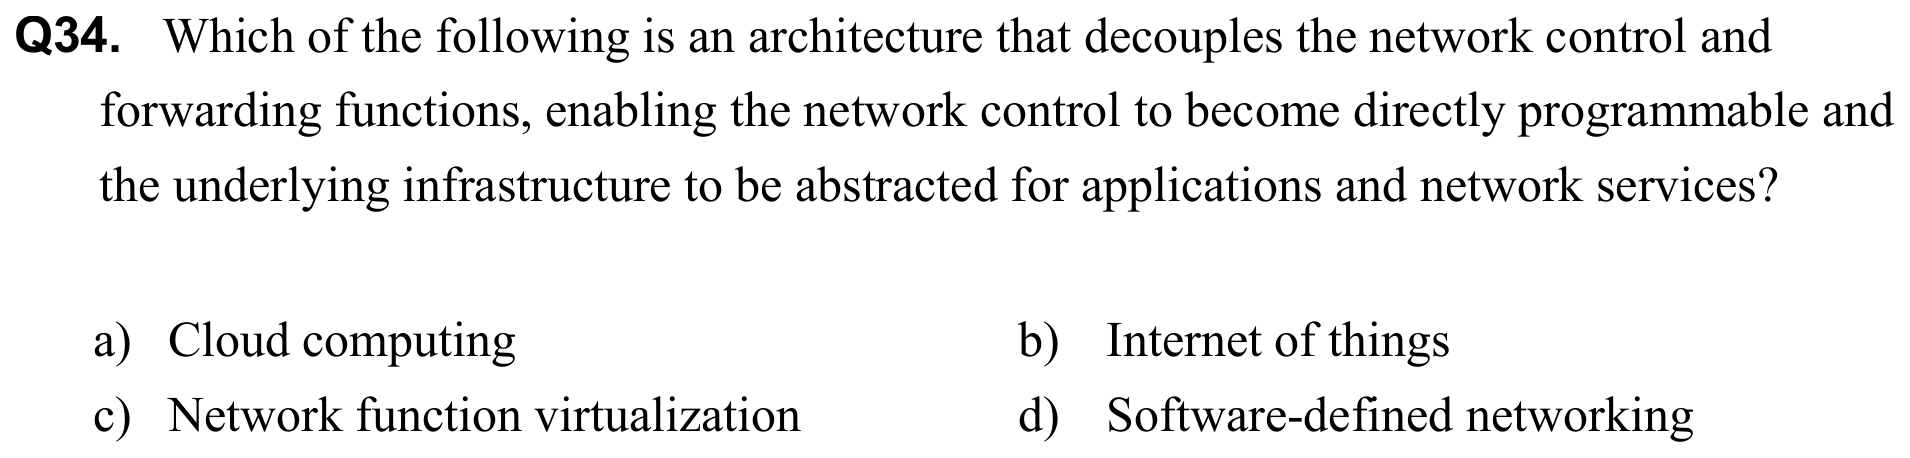 Q34. Which of the following is an architecture that decouples the network control and
forwarding functions, enabling the network control to become directly programmable and
the underlying infrastructure to be abstracted for applications and network services?
a) Cloud computing b) Internet of things
c) Network function virtualization d) Software-defined networking